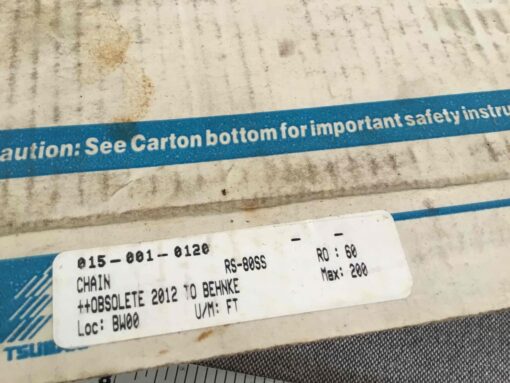 aution: See Carton bottom for important safety instru
015-001-0120 - -
CHAIN RS-80SS RO : 60
++OBSOLETE 2012 TO BEHNKE Max: 200
Loc: BW00 U/M: FT
TSUBA